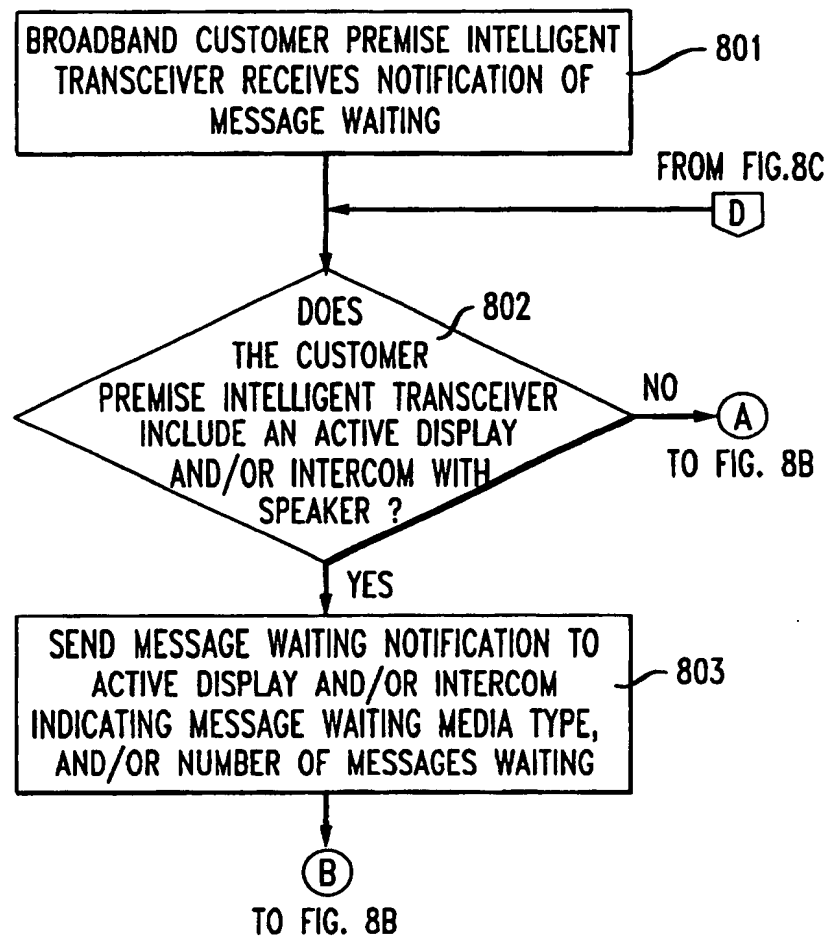 BROADBAND CUSTOMER PREMISE INTELLIGENT
TRANSCEIVER RECEIVES NOTIFICATION OF
MESSAGE WAITING
801
FROM FIG.8C
D
DOES
802
THE CUSTOMER
PREMISE INTELLIGENT TRANSCEIVER
INCLUDE AN ACTIVE DISPLAY
AND/OR INTERCOM WITH
SPEAKER ?
NO
A
TO FIG. 8B
YES
SEND MESSAGE WAITING NOTIFICATION TO
ACTIVE DISPLAY AND/OR INTERCOM
INDICATING MESSAGE WAITING MEDIA TYPE,
AND/OR NUMBER OF MESSAGES WAITING
803
B
TO FIG. 8B